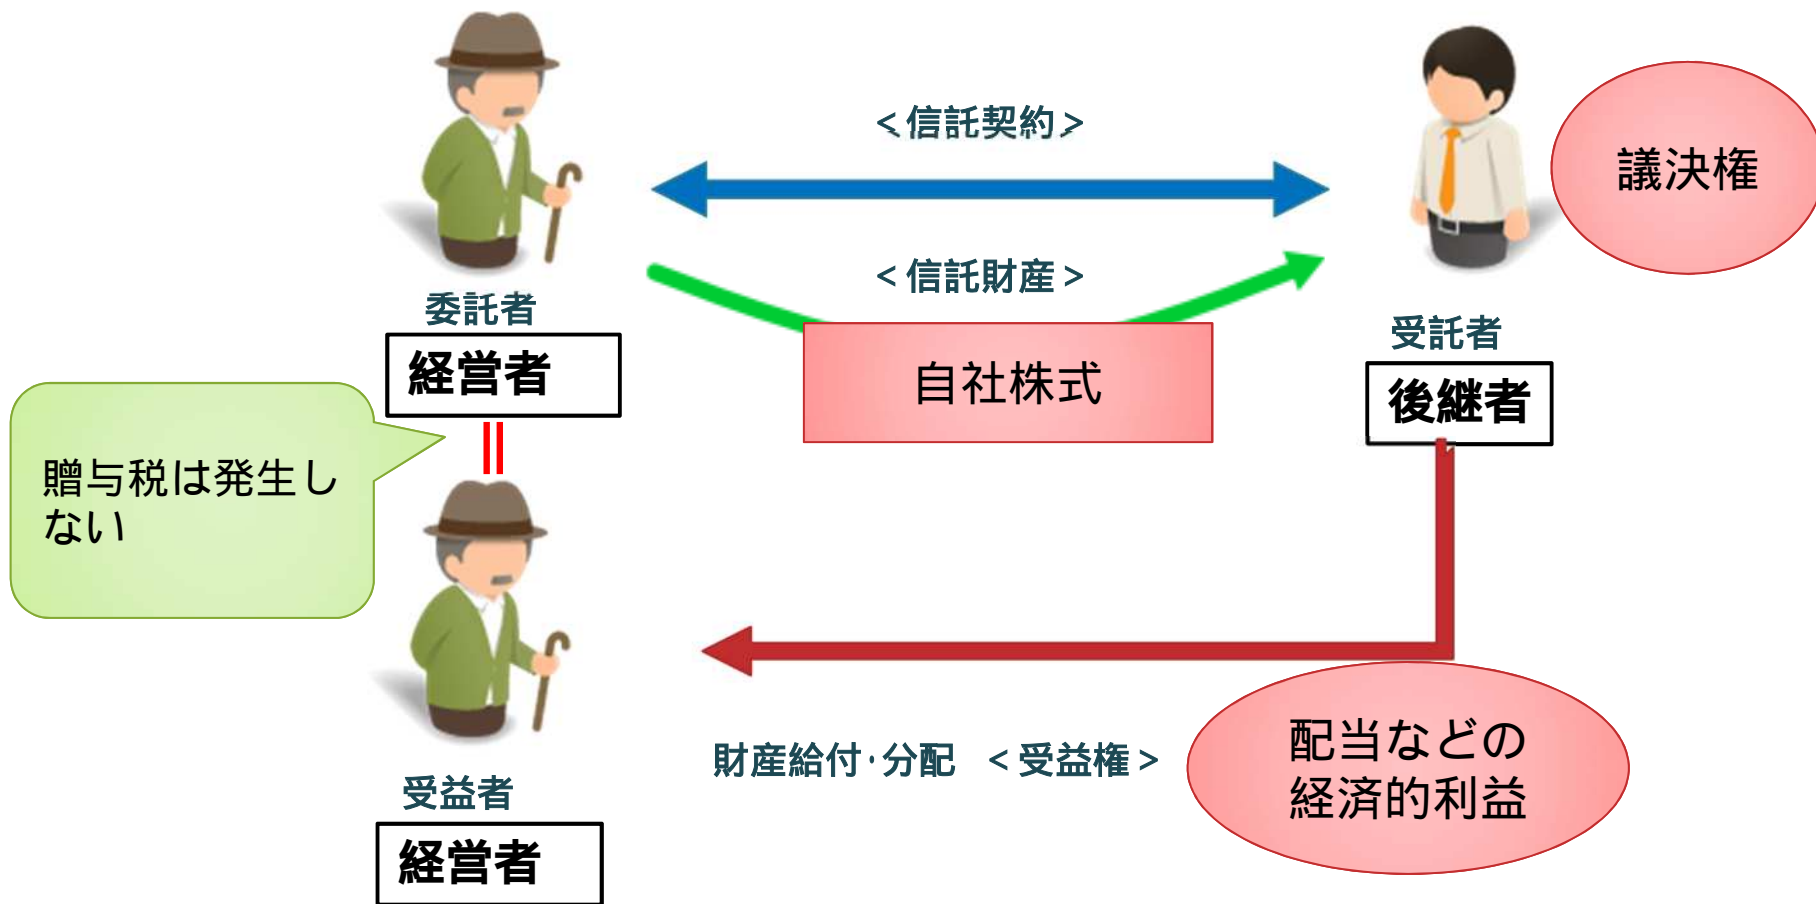 <信託契約>
議決権
<信託財産>
委託者
経営者
自社株式
受託者
後継者
贈与税は発生し
ない
財産給付・分配 <受益権>
配当などの
経済的利益
受益者
経営者